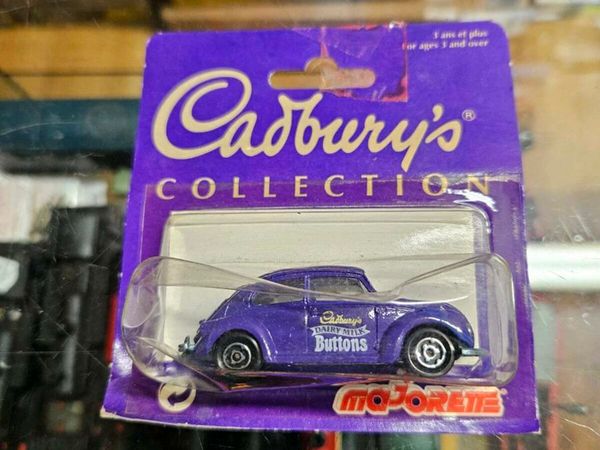 3 ans et plus
for ages 3 and over
Cadbury's®
COLLECTION
Cadbury's
DAIRY MILK
Buttons
MAJORETTE